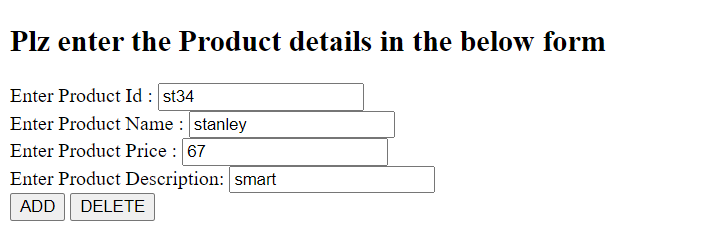 Plz enter the Product details in the below form
Enter Product Id : st34
Enter Product Name : stanley
Enter Product Price : 67
Enter Product Description: smart
ADD DELETE